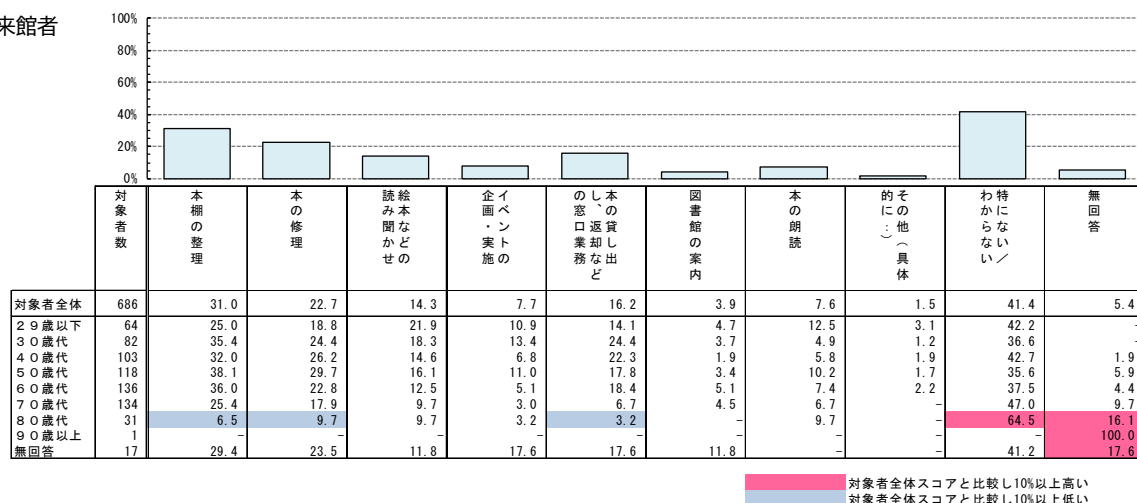 来館者
100%
80%
60%
40%
20%
0%
対象者数 本棚の整理 本の修理 絵本などの読み聞かせ イベントの企画・実施 本の貸し出し、返却などの窓口業務 図書館の案内 本の朗読 その他（具体的に：） 特にない／わからない 無回答
対象者全体 686 31.0 22.7 14.3 7.7 16.2 3.9 7.6 1.5 41.4 5.4
２９歳以下 64 25.0 18.8 21.9 10.9 14.1 4.7 12.5 3.1 42.2 -
３０歳代 82 35.4 24.4 18.3 13.4 24.4 3.7 4.9 1.2 36.6 -
４０歳代 103 32.0 26.2 14.6 6.8 22.3 1.9 5.8 1.9 42.7 1.9
５０歳代 118 38.1 29.7 16.1 11.0 17.8 3.4 10.2 1.7 35.6 5.9
６０歳代 136 36.0 22.8 12.5 5.1 18.4 5.1 7.4 2.2 37.5 4.4
７０歳代 134 25.4 17.9 9.7 3.0 6.7 4.5 6.7 - 47.0 9.7
８０歳代 31 6.5 9.7 9.7 3.2 3.2 - 9.7 - 64.5 16.1
９０歳以上 1 - - - - - - - - - 100.0
無回答 17 29.4 23.5 11.8 17.6 17.6 11.8 - - 41.2 17.6
対象者全体スコアと比較し10%以上高い
対象者全体スコアと比較し10%以上低い